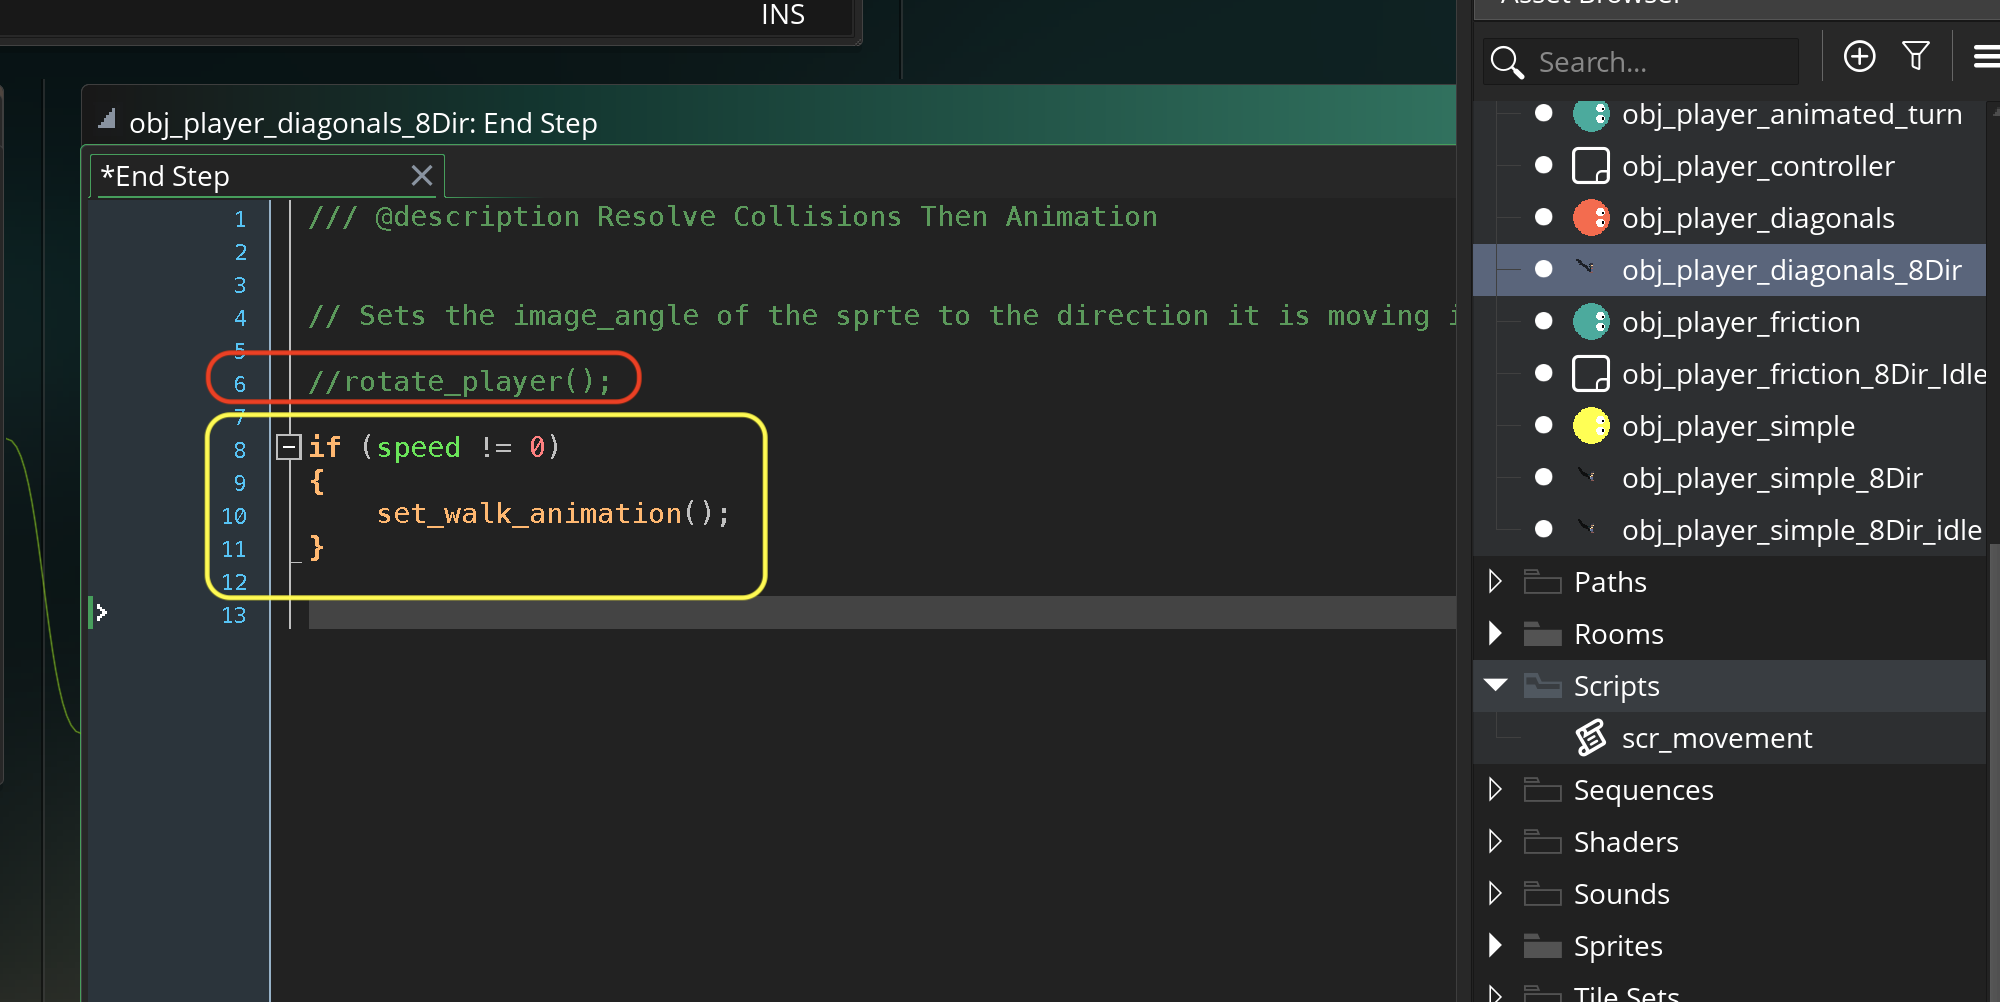 INS
obj_player_diagonals_8Dir: End Step
*End Step
1 /// @description Resolve Collisions Then Animation
2
3
4 // Sets the image_angle of the sprte to the direction it is moving
5
6 //rotate_player();
7
8 if (speed != 0)
9 {
10 set_walk_animation();
11 }
12
13
Asset Browser
Search...
obj_player_animated_turn
obj_player_controller
obj_player_diagonals
obj_player_diagonals_8Dir
obj_player_friction
obj_player_friction_8Dir_Idle
obj_player_simple
obj_player_simple_8Dir
obj_player_simple_8Dir_idle
Paths
Rooms
Scripts
scr_movement
Sequences
Shaders
Sounds
Sprites
Tile Sets